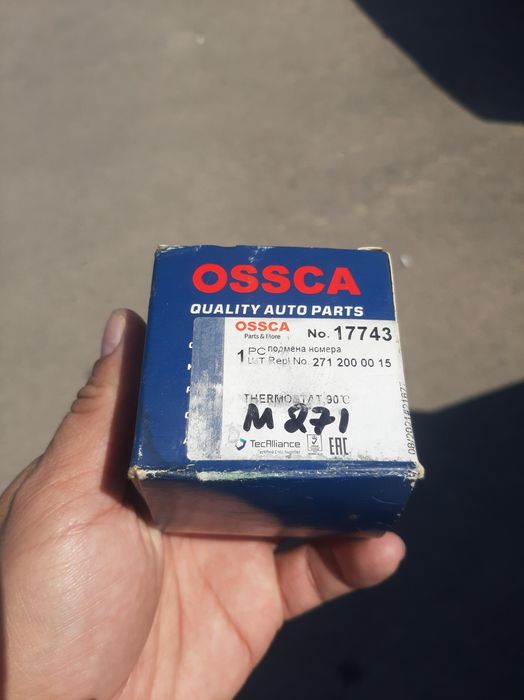 OSSCA
QUALITY AUTO PARTS
OSSCA No. 17743
Parts & More
1 PC подмена номера
Repl No. 271 200 00 15
THERMOSTAT 90°C
M 271
TecAlliance EAC